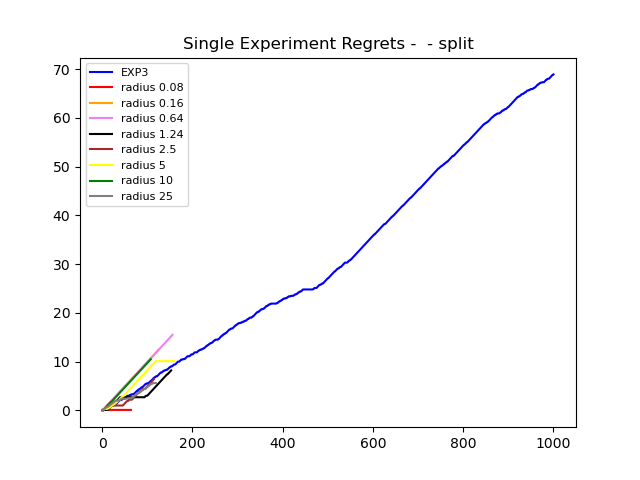 Single Experiment Regrets -  - split
EXP3
radius 0.08
radius 0.16
radius 0.64
radius 1.24
radius 2.5
radius 5
radius 10
radius 25
70
60
50
40
30
20
10
0
0 200 400 600 800 1000